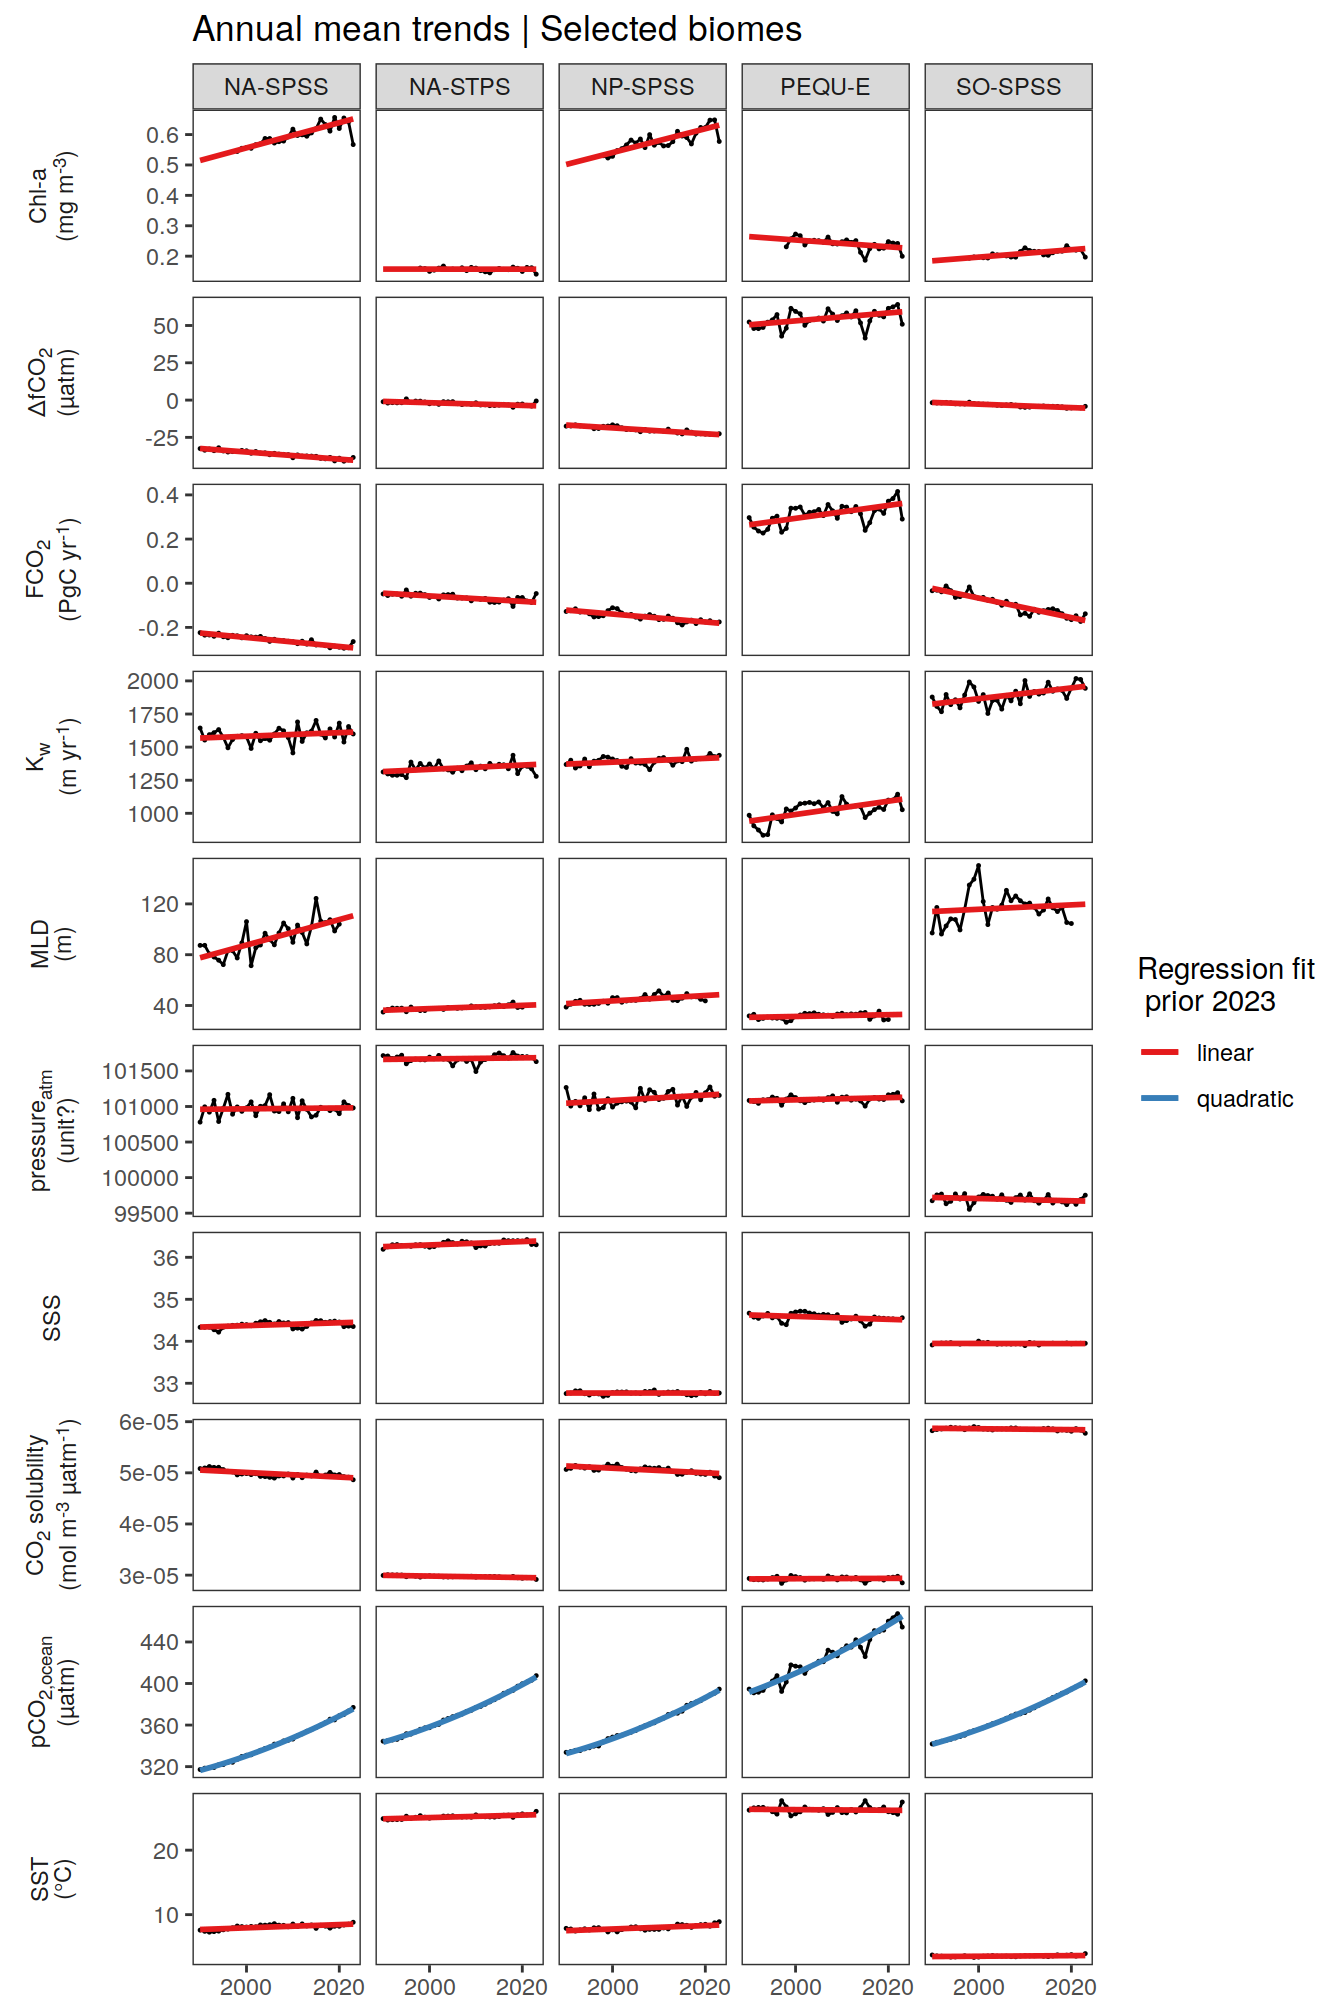 Annual mean trends | Selected biomes
NA-SPSS NA-STPS NP-SPSS PEQU-E SO-SPSS
Chl-a
(mg m⁻³)
0.6
0.5
0.4
0.3
0.2
ΔfCO₂
(µatm)
50
25
0
-25
FCO₂
(PgC yr⁻¹)
0.4
0.2
0.0
-0.2
Kw
(m yr⁻¹)
2000
1750
1500
1250
1000
MLD
(m)
120
80
40
pressureatm
(unit?)
101500
101000
100500
100000
99500
SSS
36
35
34
33
CO₂ solubility
(mol m⁻³ µatm⁻¹)
6e-05
5e-05
4e-05
3e-05
pCO₂,ocean
(µatm)
440
400
360
320
SST
(°C)
20
10
2000 2020 2000 2020 2000 2020 2000 2020 2000 2020
Regression fit
prior 2023
linear
quadratic